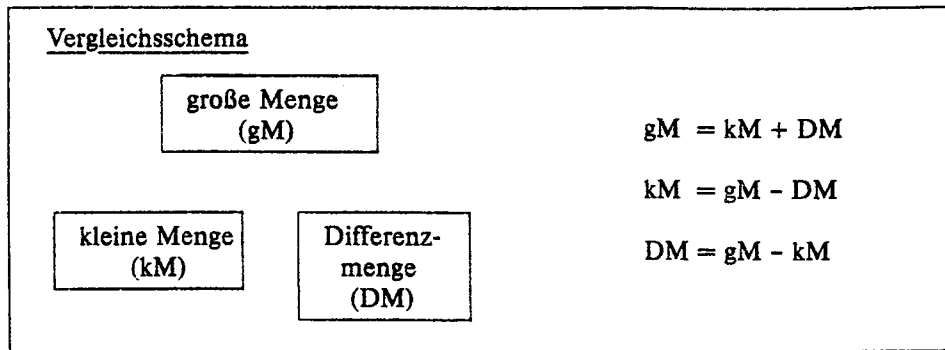 Vergleichsschema
große Menge
(gM)
gM = kM + DM
kM = gM – DM
kleine Menge
(kM)
Differenz-
menge
(DM)
DM = gM – kM